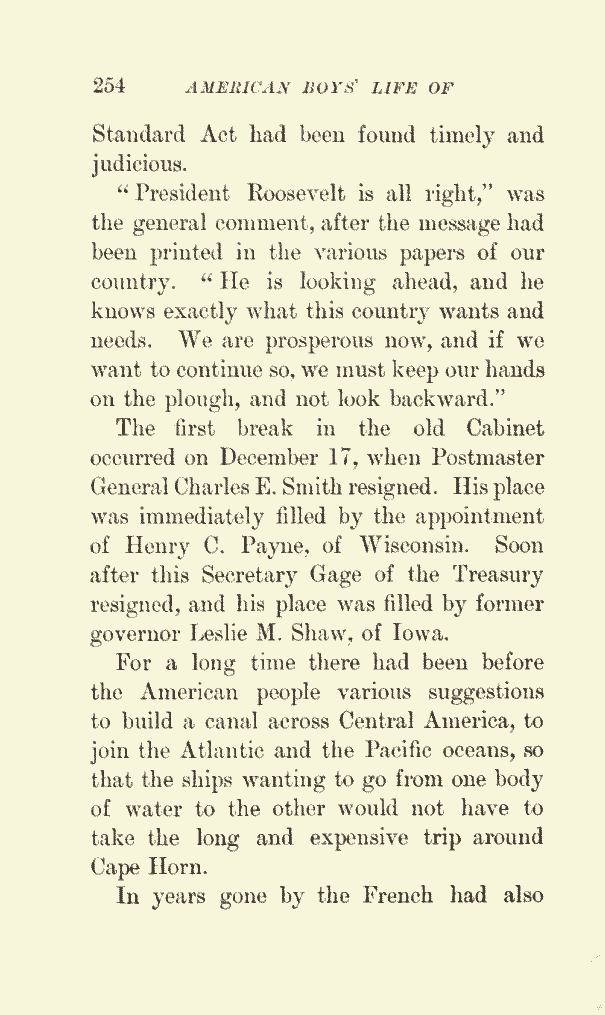 254 AMERICAN BOYS' LIFE OF
Standard Act had been found timely and
judicious.
“President Roosevelt is all right,” was
the general comment, after the message had
been printed in the various papers of our
country. “He is looking ahead, and he
knows exactly what this country wants and
needs. We are prosperous now, and if we
want to continue so, we must keep our hands
on the plough, and not look backward.”
The first break in the old Cabinet
occurred on December 17, when Postmaster
General Charles E. Smith resigned. His place
was immediately filled by the appointment
of Henry C. Payne, of Wisconsin. Soon
after this Secretary Gage of the Treasury
resigned, and his place was filled by former
governor Leslie M. Shaw, of Iowa.
For a long time there had been before
the American people various suggestions
to build a canal across Central America, to
join the Atlantic and the Pacific oceans, so
that the ships wanting to go from one body
of water to the other would not have to
take the long and expensive trip around
Cape Horn.
In years gone by the French had also